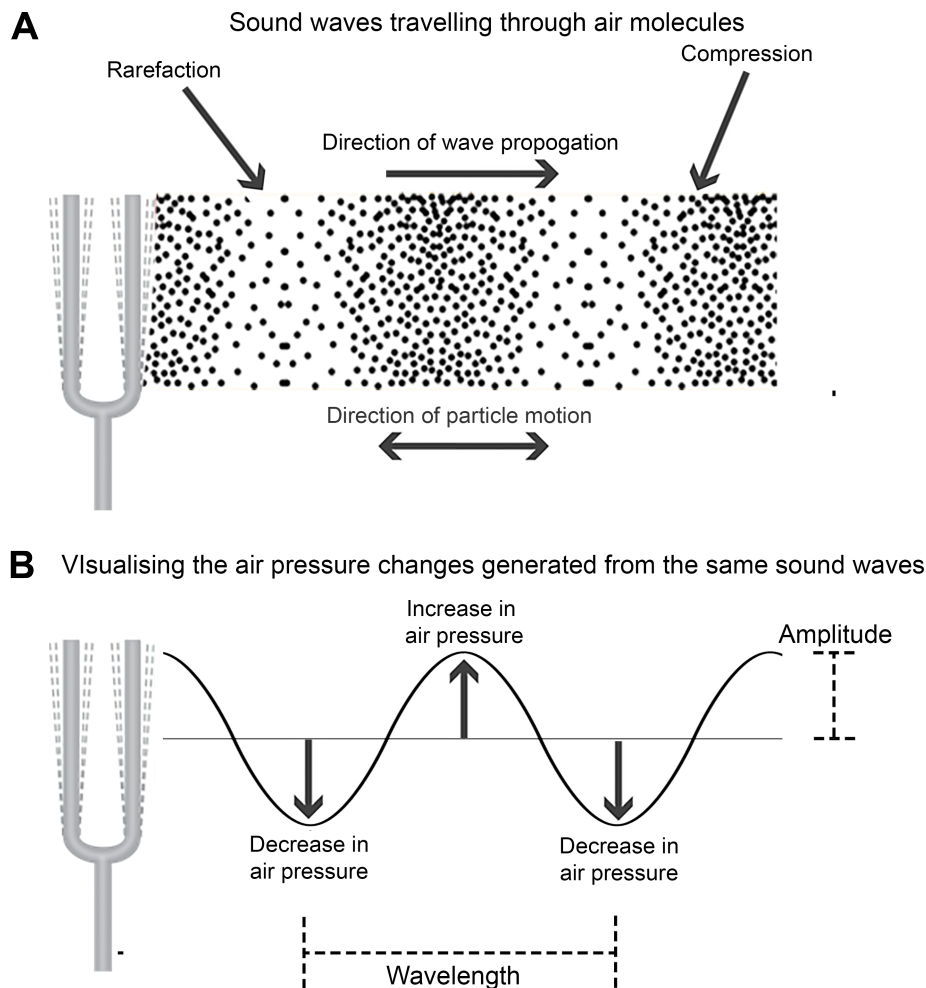 A
Sound waves travelling through air molecules
Rarefaction
Compression
Direction of wave propogation
Direction of particle motion
B
VIsualising the air pressure changes generated from the same sound waves
Increase in
air pressure
Amplitude
Decrease in
air pressure
Decrease in
air pressure
Wavelength